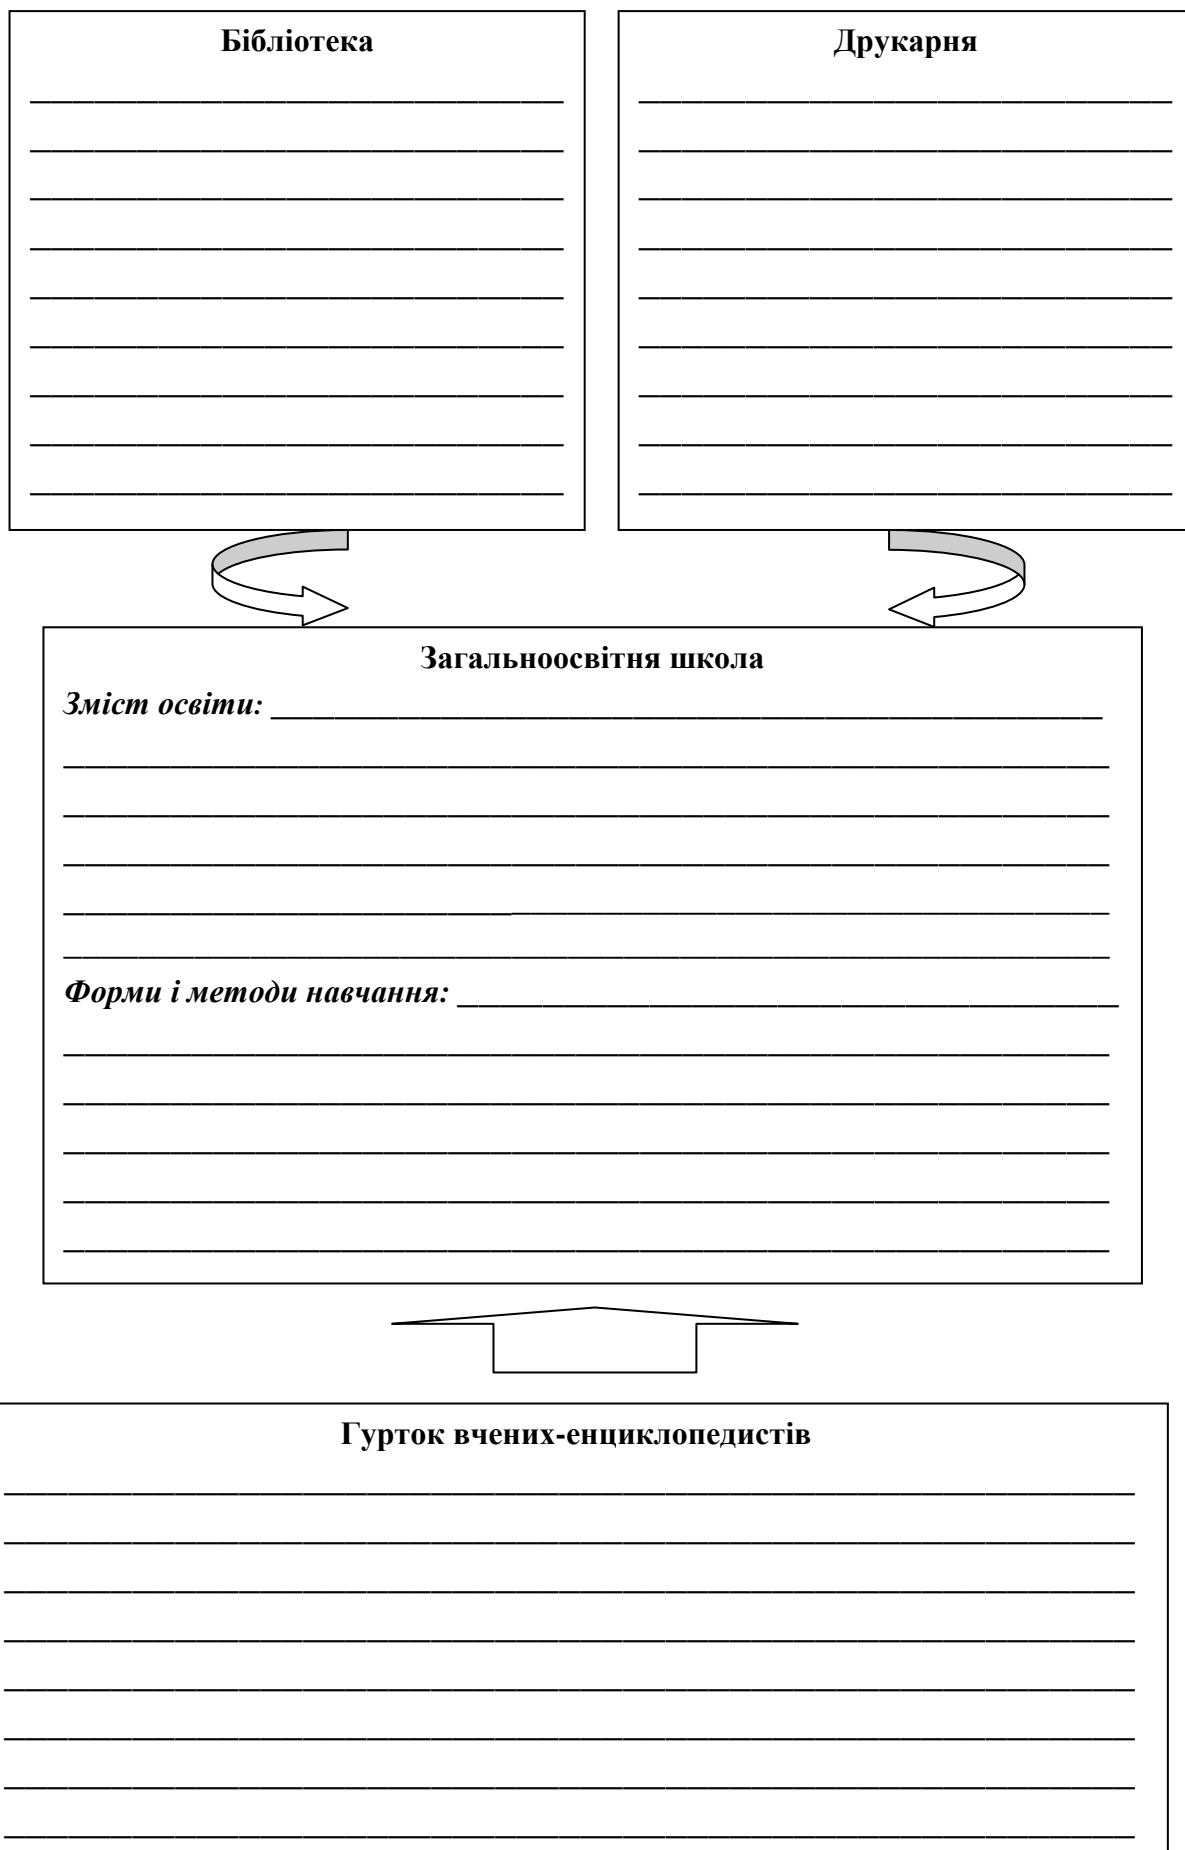 Бібліотека
Друкарня
Загальноосвітня школа
Зміст освіти:
Форми і методи навчання:
Гурток вчених-енциклопедистів